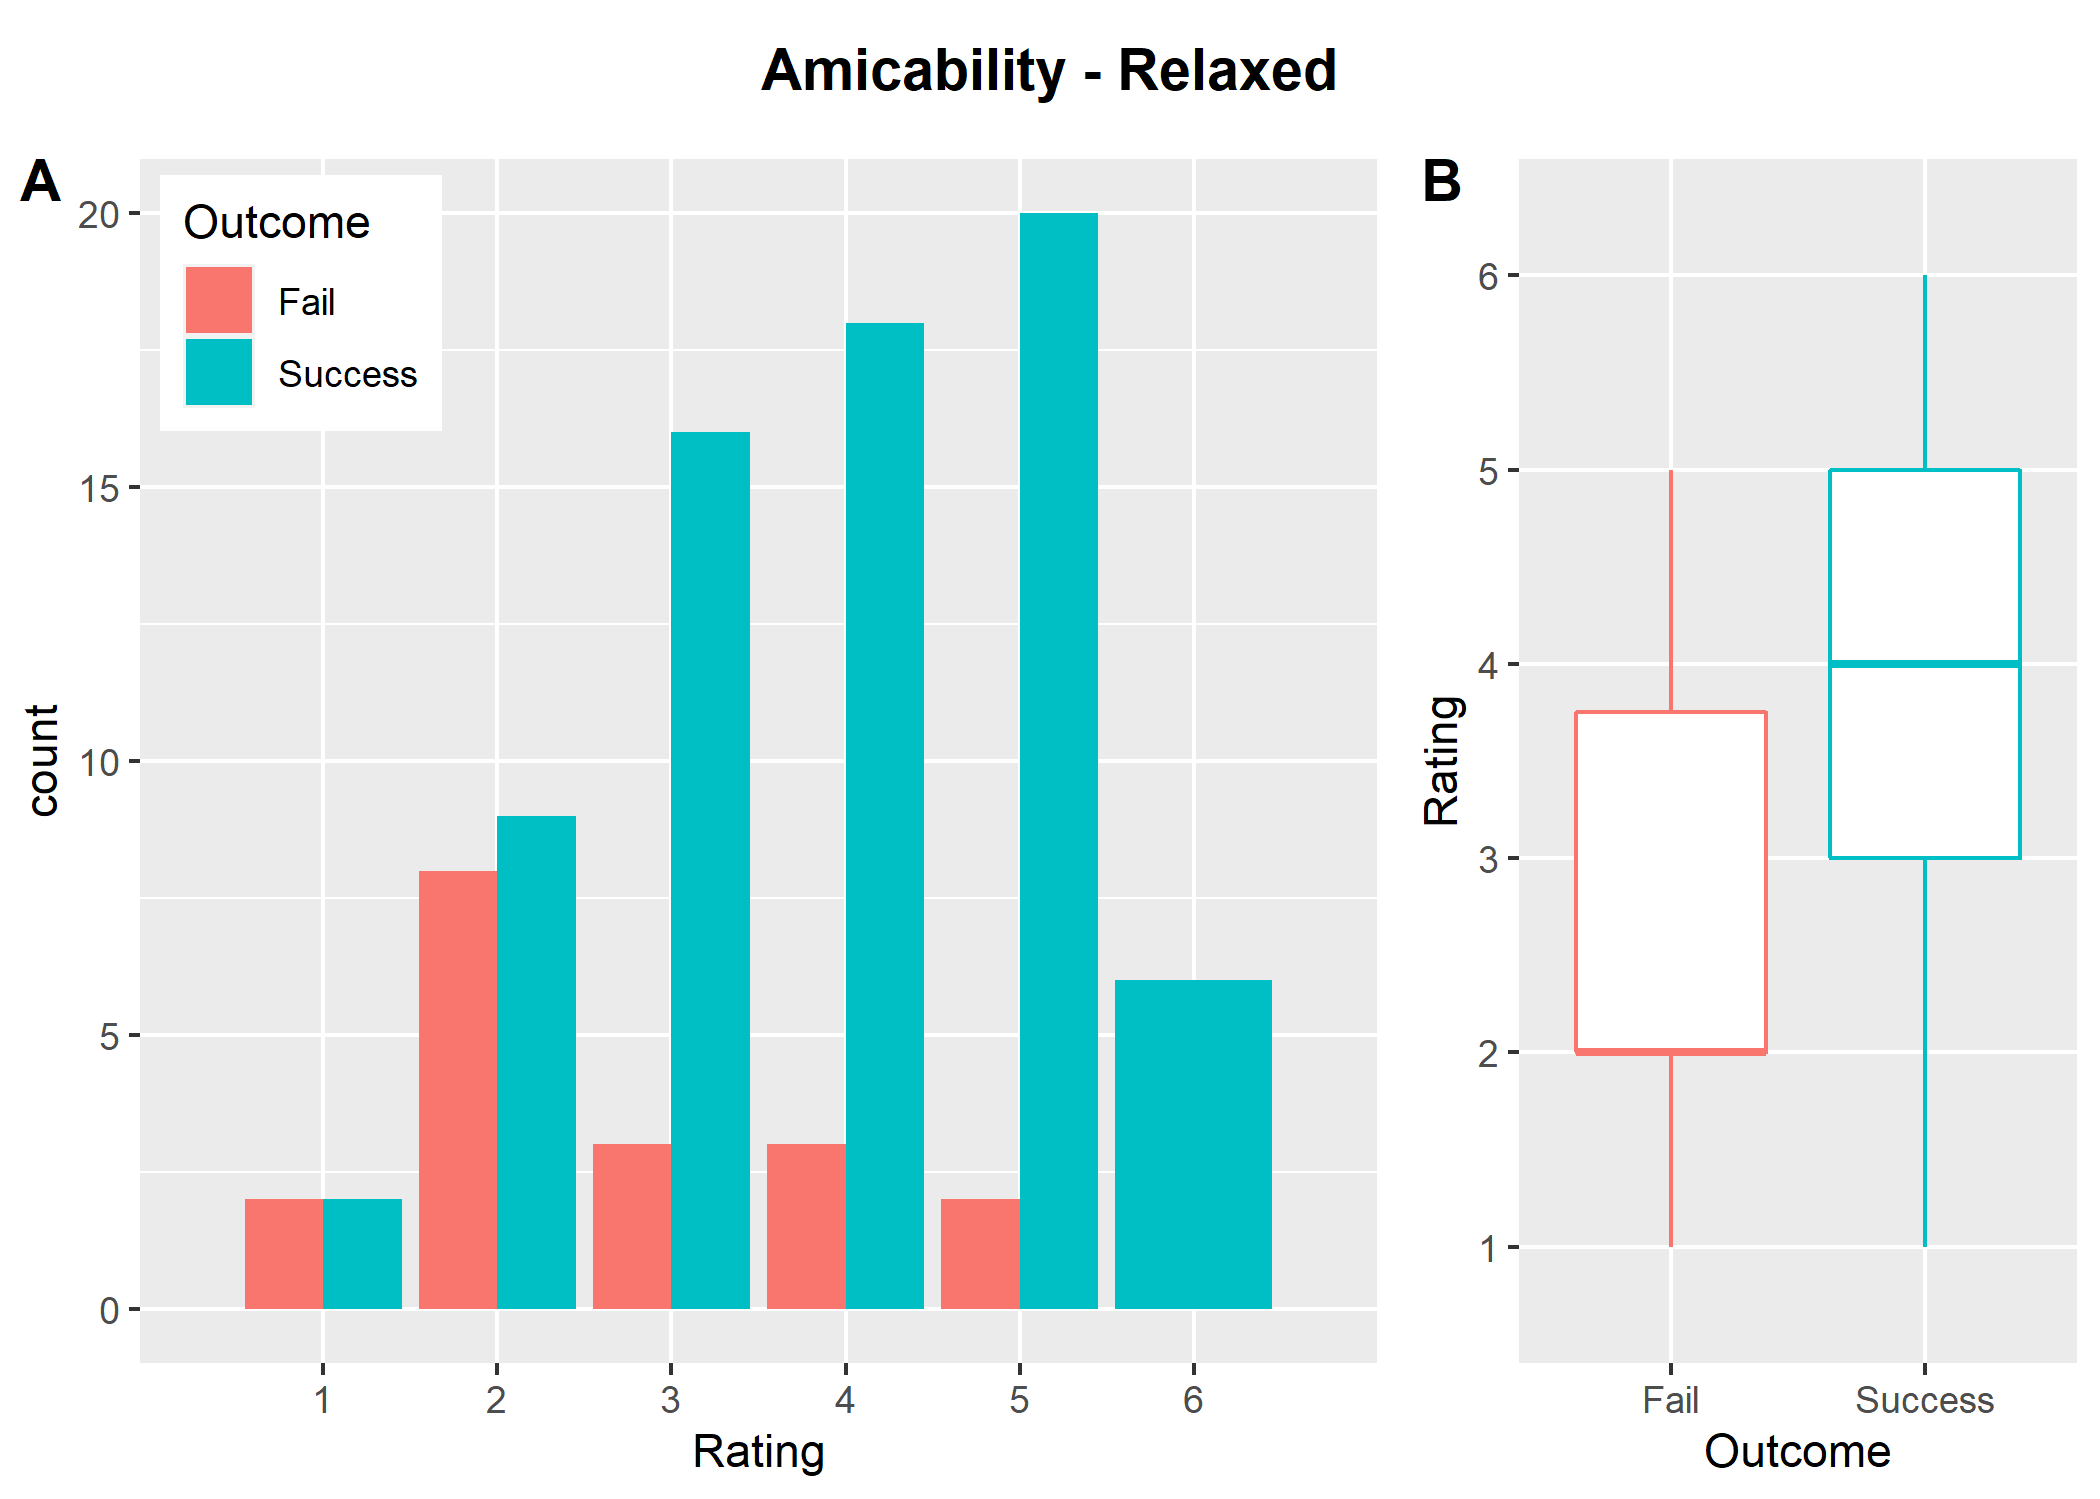 Amicability - Relaxed
A
Outcome
Fail
Success
20
15
10
5
0
count
1 2 3 4 5 6
Rating
B
6
5
4
3
2
1
Rating
Fail Success
Outcome